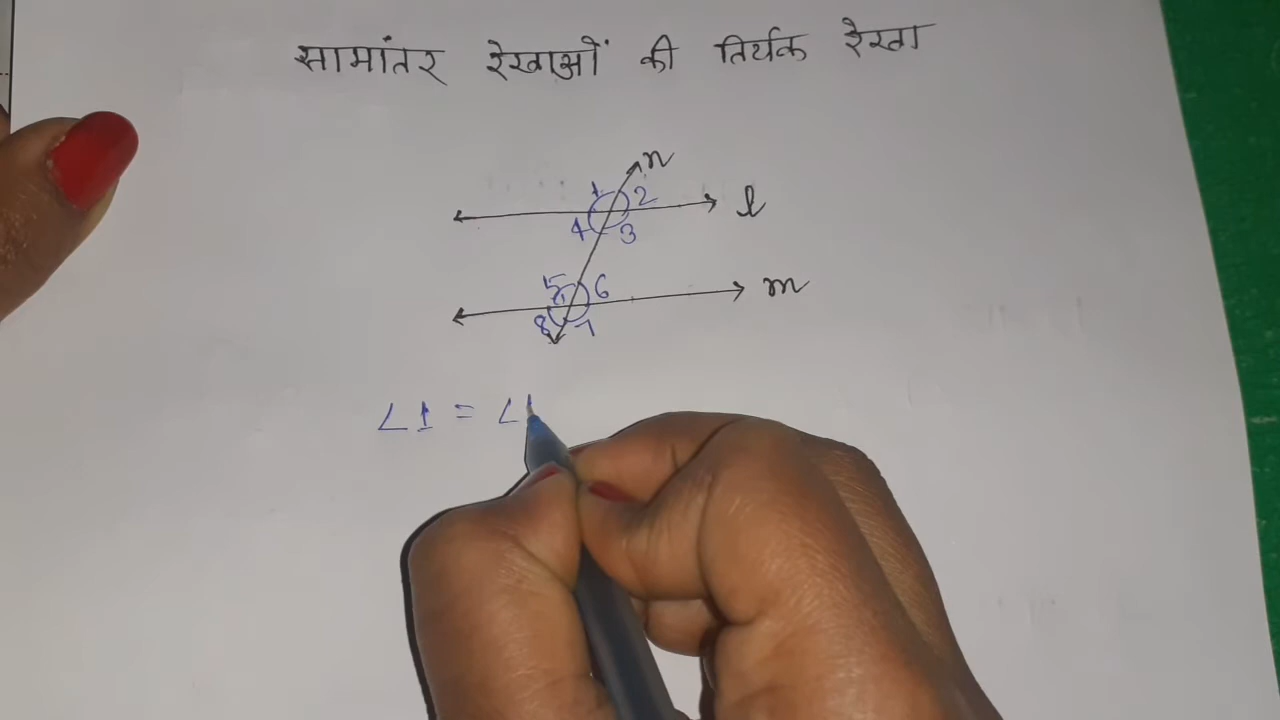 सामांतर रेखाओं की तिर्यक रेखा
n
1 2 l
4 3
5 6 m
8 7
∠1 = ∠